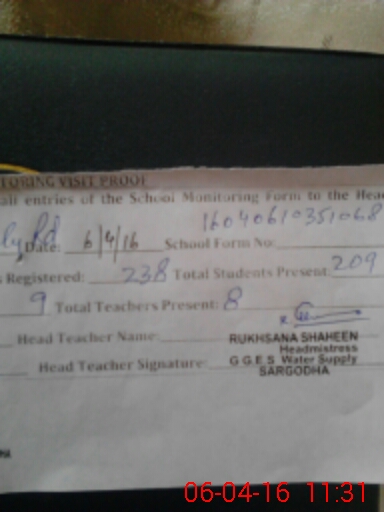 TORING VISIT PROOF
all entries of the School Monitoring Form to the Head
Date: 6/4/16 School Form No: 16040610351068
s Registered: 238 Total Students Present: 209
9 Total Teachers Present: 8
Head Teacher Name:
RUKHSANA SHAHEEN
Headmistress
Head Teacher Signature:
G G E S Water Supply
SARGODHA
06-04-16 11:31